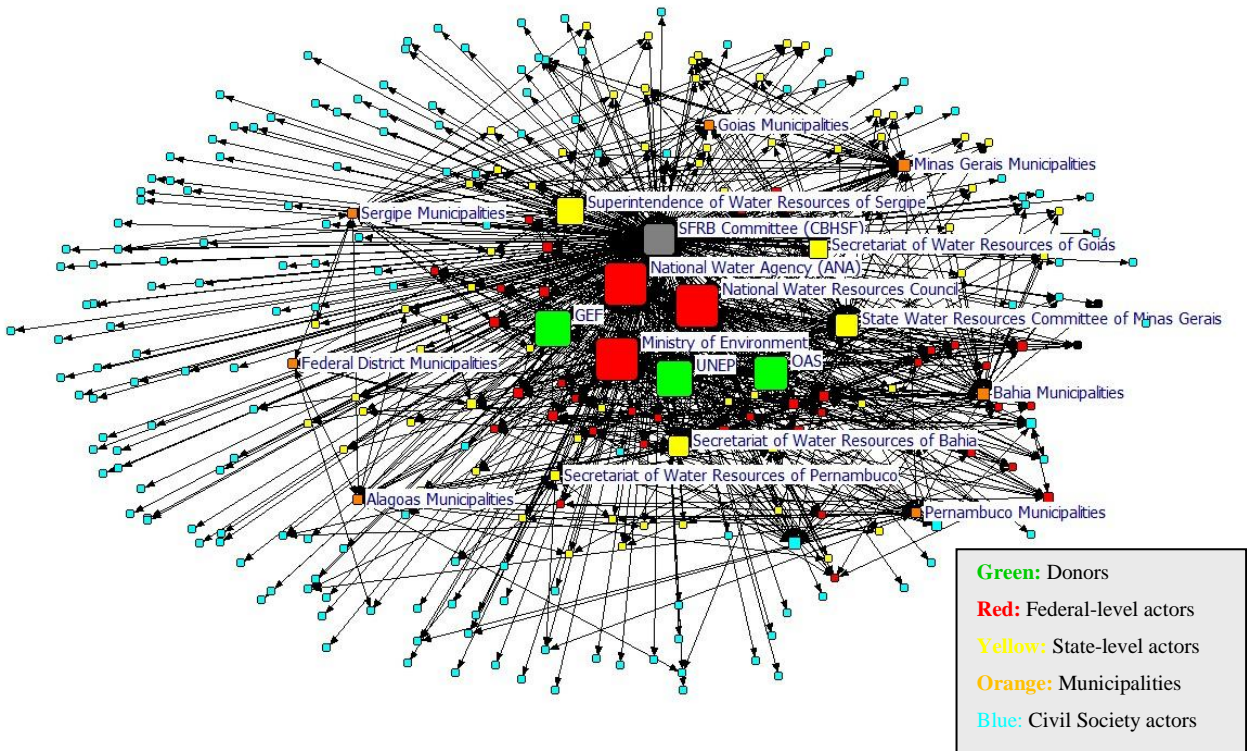 Goias Municipalities
Minas Gerais Municipalities
Superintendence of Water Resources of Sergipe
Sergipe Municipalities
SFRB Committee (CBHSF)
Secretariat of Water Resources of Goiás
National Water Agency (ANA)
National Water Resources Council
GEF
State Water Resources Committee of Minas Gerais
Ministry of Environment
Federal District Municipalities
UNEP
OAS
Bahia Municipalities
Secretariat of Water Resources of Bahia
Secretariat of Water Resources of Pernambuco
Alagoas Municipalities
Pernambuco Municipalities
Green: Donors
Red: Federal-level actors
Yellow: State-level actors
Orange: Municipalities
Blue: Civil Society actors